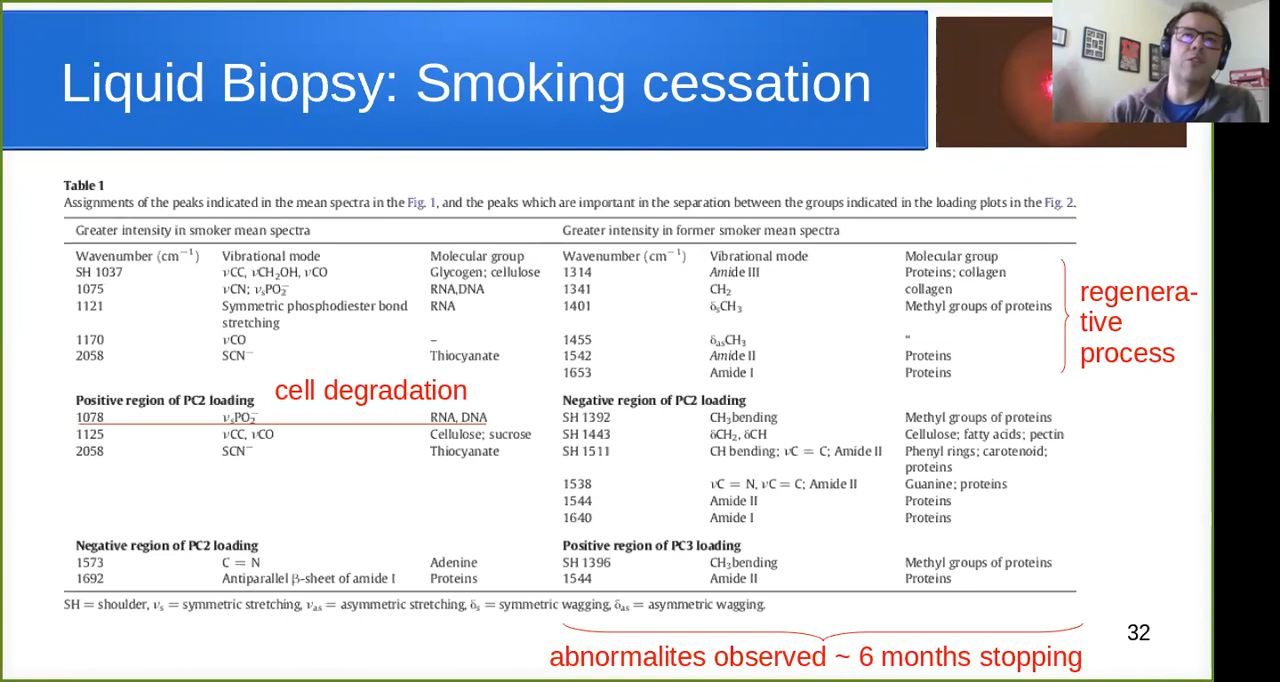 Liquid Biopsy: Smoking cessation
Table 1
Assignments of the peaks indicated in the mean spectra in the Fig. 1, and the peaks which are important in the separation between the groups indicated in the loading plots in the Fig. 2.
Greater intensity in smoker mean spectra Greater intensity in former smoker mean spectra
Wavenumber (cm⁻¹) Vibrational mode Molecular group Wavenumber (cm⁻¹) Vibrational mode Molecular group
SH 1037 νCC, νCH₂OH, νCO Glycogen; cellulose 1314 Amide III Proteins; collagen
1075 νCN; νₛPO₂⁻ RNA,DNA 1341 CH₂ collagen
1121 Symmetric phosphodiester bond RNA 1401 δₛCH₃ Methyl groups of proteins
stretching
1170 νCO – 1455 δₐₛCH₃ "
2058 SCN⁻ Thiocyanate 1542 Amide II Proteins
1653 Amide I Proteins
regenera-
tive
process
cell degradation
Positive region of PC2 loading Negative region of PC2 loading
1078 νₛPO₂⁻ RNA, DNA SH 1392 CH₃bending Methyl groups of proteins
1125 νCC, νCO Cellulose; sucrose SH 1443 δCH₂, δCH Cellulose; fatty acids; pectin
2058 SCN⁻ Thiocyanate SH 1511 CH bending; νC = C; Amide II Phenyl rings; carotenoid;
proteins
1538 νC = N, νC = C; Amide II Guanine; proteins
1544 Amide II Proteins
1640 Amide I Proteins
Negative region of PC2 loading Positive region of PC3 loading
1573 C = N Adenine SH 1396 CH₃bending Methyl groups of proteins
1692 Antiparallel β-sheet of amide I Proteins 1544 Amide II Proteins
SH = shoulder, νₛ = symmetric stretching, νₐₛ = asymmetric stretching, δₛ = symmetric wagging, δₐₛ = asymmetric wagging.
32
abnormalites observed ~ 6 months stopping